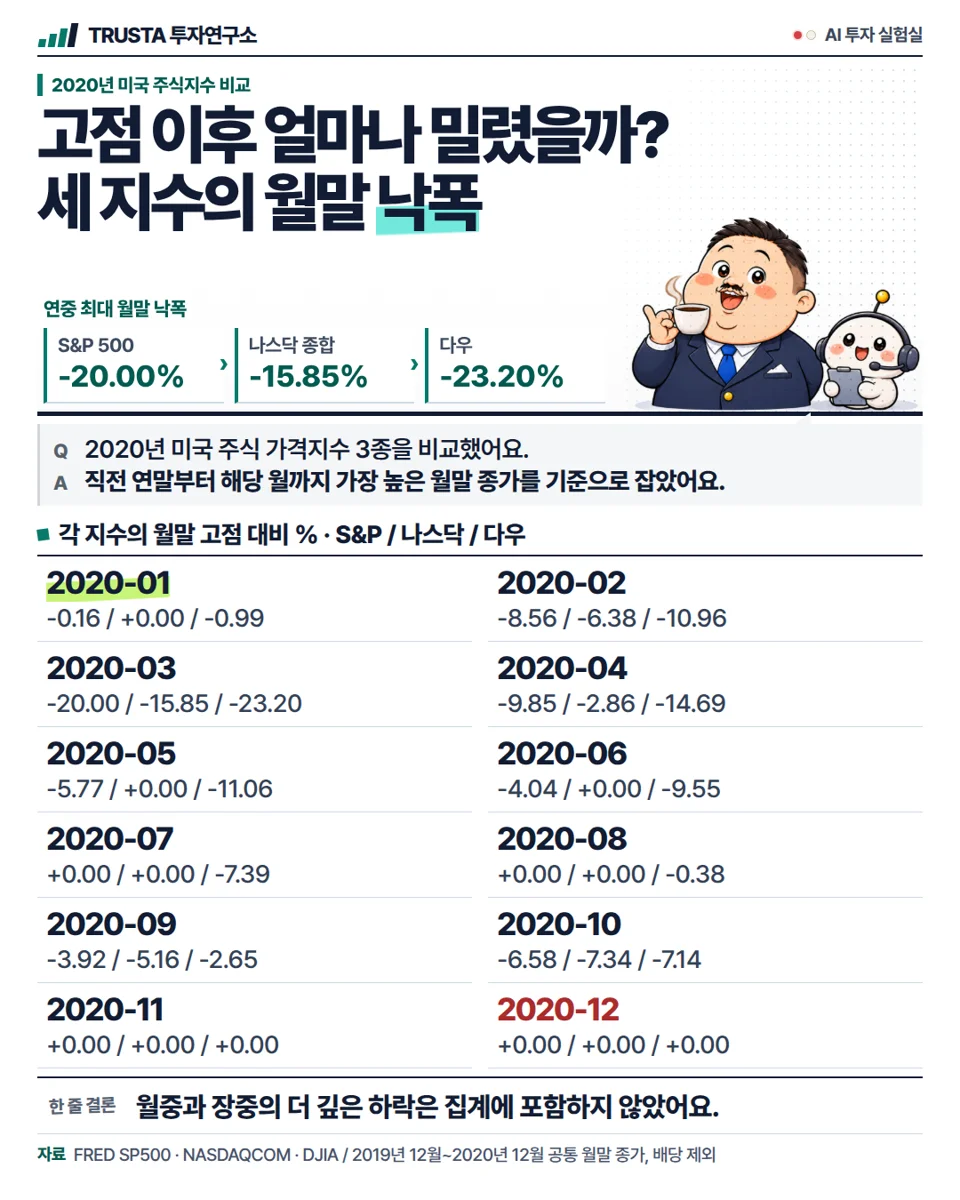 TRUSTA 투자연구소
AI 투자 실험실
2020년 미국 주식지수 비교
고점 이후 얼마나 밀렸을까?
세 지수의 월말 낙폭
연중 최대 월말 낙폭
S&P 500
-20.00%
›
나스닥 종합
-15.85%
›
다우
-23.20%
Q 2020년 미국 주식 가격지수 3종을 비교했어요.
A 직전 연말부터 해당 월까지 가장 높은 월말 종가를 기준으로 잡았어요.
각 지수의 월말 고점 대비 % · S&P / 나스닥 / 다우
2020-01
-0.16 / +0.00 / -0.99
2020-02
-8.56 / -6.38 / -10.96
2020-03
-20.00 / -15.85 / -23.20
2020-04
-9.85 / -2.86 / -14.69
2020-05
-5.77 / +0.00 / -11.06
2020-06
-4.04 / +0.00 / -9.55
2020-07
+0.00 / +0.00 / -7.39
2020-08
+0.00 / +0.00 / -0.38
2020-09
-3.92 / -5.16 / -2.65
2020-10
-6.58 / -7.34 / -7.14
2020-11
+0.00 / +0.00 / +0.00
2020-12
+0.00 / +0.00 / +0.00
한 줄 결론 월중과 장중의 더 깊은 하락은 집계에 포함하지 않았어요.
자료 FRED SP500 · NASDAQCOM · DJIA / 2019년 12월~2020년 12월 공통 월말 종가, 배당 제외